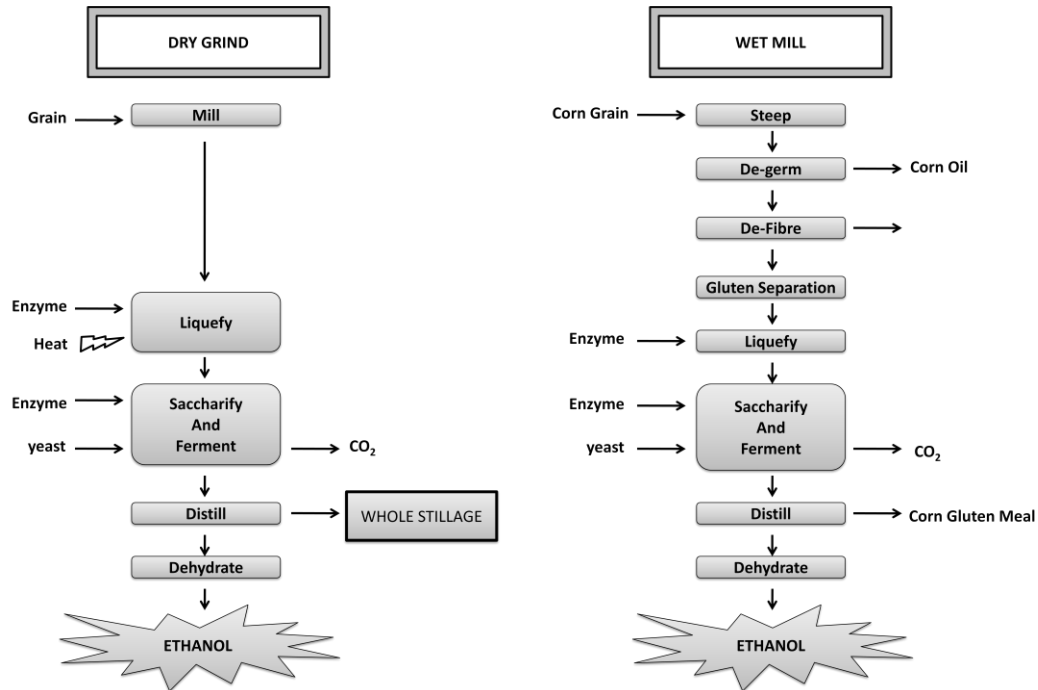 DRY GRIND
Grain
Mill
Enzyme
Heat
Liquefy
Enzyme
yeast
Saccharify
And
Ferment
CO₂
Distill
WHOLE STILLAGE
Dehydrate
ETHANOL
WET MILL
Corn Grain
Steep
De-germ
Corn Oil
De-Fibre
Gluten Separation
Enzyme
Liquefy
Enzyme
yeast
Saccharify
And
Ferment
CO₂
Distill
Corn Gluten Meal
Dehydrate
ETHANOL